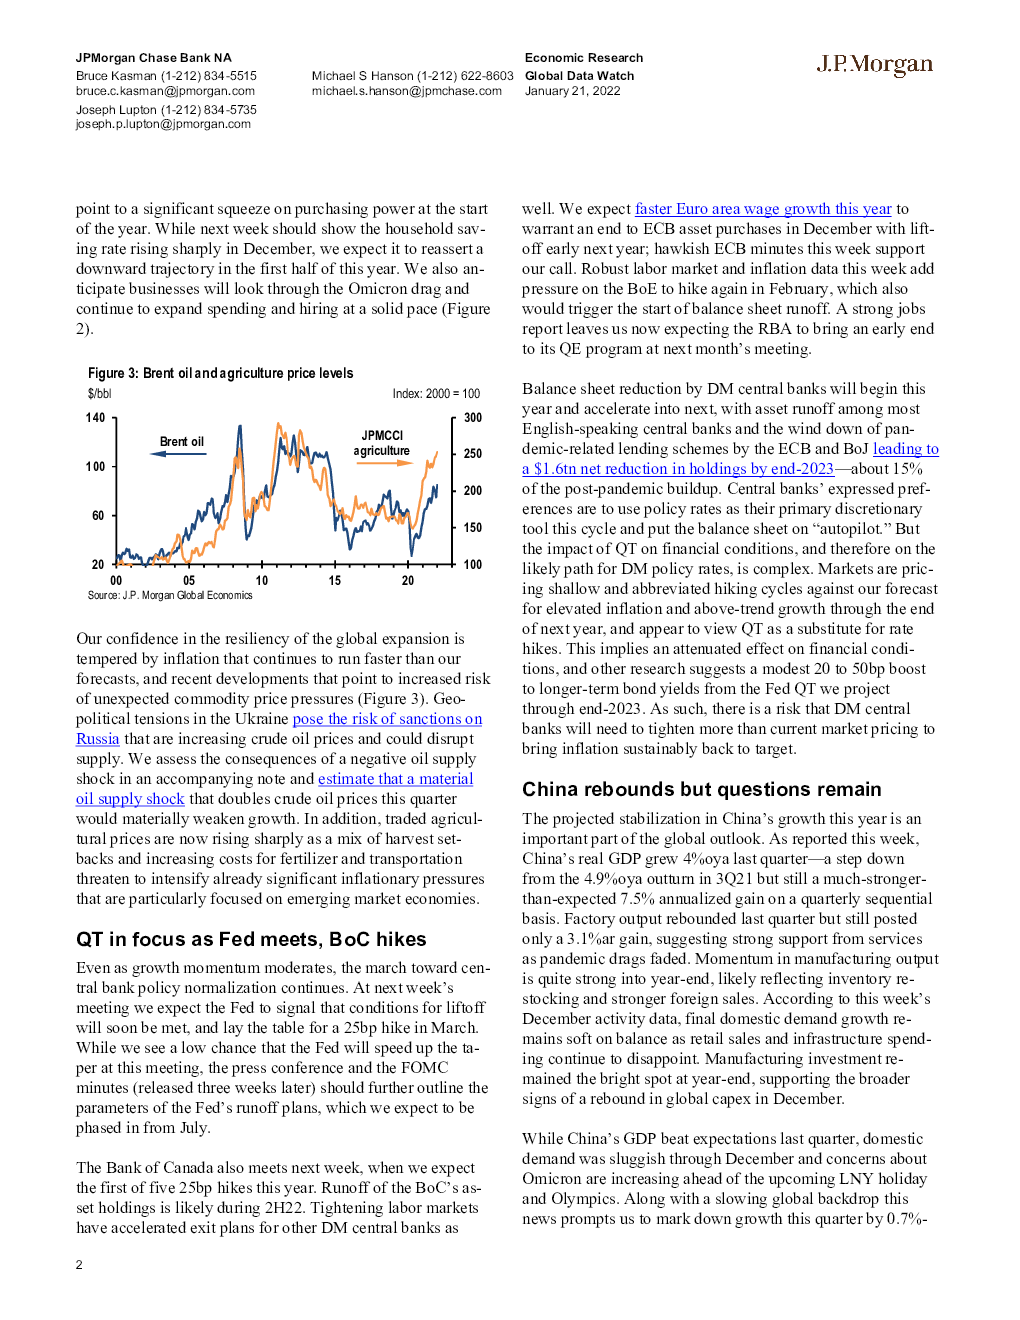 JPMorgan Chase Bank NA
Bruce Kasman (1-212) 834-5515
bruce.c.kasman@jpmorgan.com
Joseph Lupton (1-212) 834-5735
joseph.p.lupton@jpmorgan.com
Michael S Hanson (1-212) 622-8603
michael.s.hanson@jpmchase.com
Economic Research
Global Data Watch
January 21, 2022
J.P.Morgan
point to a significant squeeze on purchasing power at the start
of the year. While next week should show the household sav-
ing rate rising sharply in December, we expect it to reassert a
downward trajectory in the first half of this year. We also an-
ticipate businesses will look through the Omicron drag and
continue to expand spending and hiring at a solid pace (Figure
2).
Figure 3: Brent oil and agriculture price levels
$/bbl
Index: 2000 = 100
140
100
60
20
Brent oil
JPMCCI
agriculture
300
250
200
150
100
00
05
10
15
20
Source: J.P. Morgan Global Economics
Our confidence in the resiliency of the global expansion is
tempered by inflation that continues to run faster than our
forecasts, and recent developments that point to increased risk
of unexpected commodity price pressures (Figure 3). Geo-
political tensions in the Ukraine pose the risk of sanctions on
Russia that are increasing crude oil prices and could disrupt
supply. We assess the consequences of a negative oil supply
shock in an accompanying note and estimate that a material
oil supply shock that doubles crude oil prices this quarter
would materially weaken growth. In addition, traded agricul-
tural prices are now rising sharply as a mix of harvest set-
backs and increasing costs for fertilizer and transportation
threaten to intensify already significant inflationary pressures
that are particularly focused on emerging market economies.
QT in focus as Fed meets, BoC hikes
Even as growth momentum moderates, the march toward cen-
tral bank policy normalization continues. At next week's
meeting we expect the Fed to signal that conditions for liftoff
will soon be met, and lay the table for a 25bp hike in March.
While we see a low chance that the Fed will speed up the ta-
per at this meeting, the press conference and the FOMC
minutes (released three weeks later) should further outline the
parameters of the Fed's runoff plans, which we expect to be
phased in from July.
The Bank of Canada also meets next week, when we expect
the first of five 25bp hikes this year. Runoff of the BoC's as-
set holdings is likely during 2H22. Tightening labor markets
have accelerated exit plans for other DM central banks as
well. We expect faster Euro area wage growth this year to
warrant an end to ECB asset purchases in December with lift-
off early next year; hawkish ECB minutes this week support
our call. Robust labor market and inflation data this week add
pressure on the BoE to hike again in February, which also
would trigger the start of balance sheet runoff. A strong jobs
report leaves us now expecting the RBA to bring an early end
to its QE program at next month's meeting.
Balance sheet reduction by DM central banks will begin this
year and accelerate into next, with asset runoff among most
English-speaking central banks and the wind down of pan-
demic-related lending schemes by the ECB and BoJ leading to
a $1.6tn net reduction in holdings by end-2023—about 15%
of the post-pandemic buildup. Central banks' expressed pref-
erences are to use policy rates as their primary discretionary
tool this cycle and put the balance sheet on “autopilot.” But
the impact of QT on financial conditions, and therefore on the
likely path for DM policy rates, is complex. Markets are pric-
ing shallow and abbreviated hiking cycles against our forecast
for elevated inflation and above-trend growth through the end
of next year, and appear to view QT as a substitute for rate
hikes. This implies an attenuated effect on financial condi-
tions, and other research suggests a modest 20 to 50bp boost
to longer-term bond yields from the Fed QT we project
through end-2023. As such, there is a risk that DM central
banks will need to tighten more than current market pricing to
bring inflation sustainably back to target.
China rebounds but questions remain
The projected stabilization in China's growth this year is an
important part of the global outlook. As reported this week,
China's real GDP grew 4%oya last quarter—a step down
from the 4.9%oya outturn in 3Q21 but still a much-stronger-
than-expected 7.5% annualized gain on a quarterly sequential
basis. Factory output rebounded last quarter but still posted
only a 3.1%ar gain, suggesting strong support from services
as pandemic drags faded. Momentum in manufacturing output
is quite strong into year-end, likely reflecting inventory re-
stocking and stronger foreign sales. According to this week's
December activity data, final domestic demand growth re-
mains soft on balance as retail sales and infrastructure spend-
ing continue to disappoint. Manufacturing investment re-
mained the bright spot at year-end, supporting the broader
signs of a rebound in global capex in December.
While China's GDP beat expectations last quarter, domestic
demand was sluggish through December and concerns about
Omicron are increasing ahead of the upcoming LNY holiday
and Olympics. Along with a slowing global backdrop this
news prompts us to mark down growth this quarter by 0.7%-
2